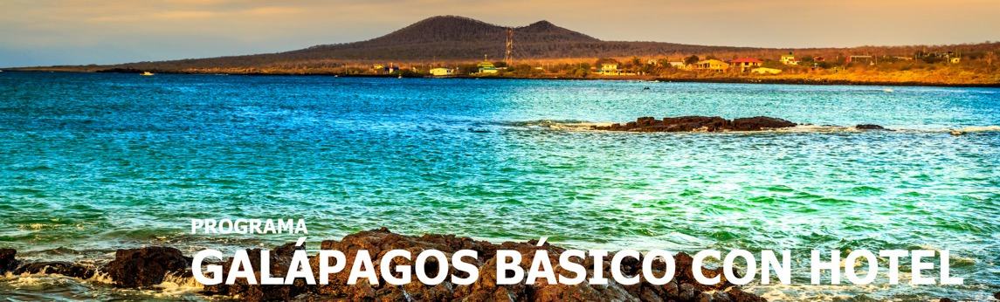 PROGRAMA
GALÁPAGOS BÁSICO CON HOTEL